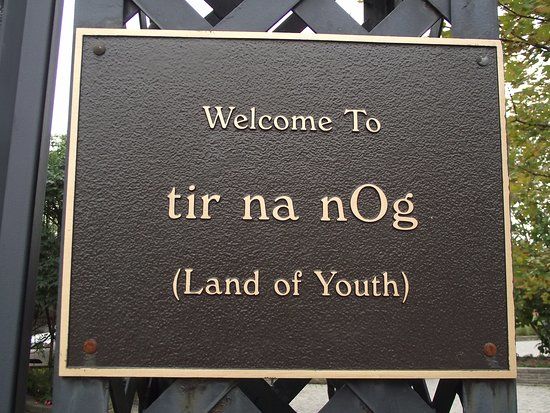 Welcome To
tir na nOg
(Land of Youth)